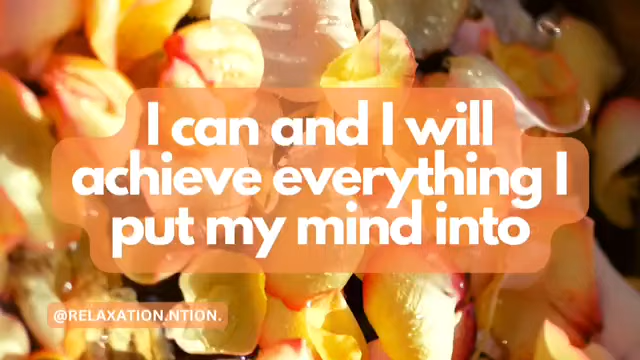 I can and I will
achieve everything I
put my mind into
@RELAXATION.NTION.